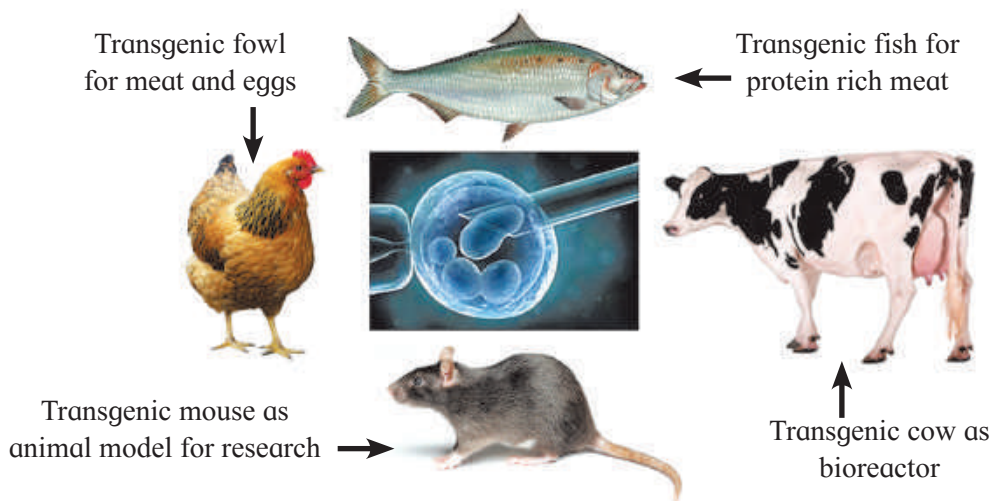 Transgenic fowl
for meat and eggs
Transgenic fish for
protein rich meat
Transgenic mouse as
animal model for research
Transgenic cow as
bioreactor